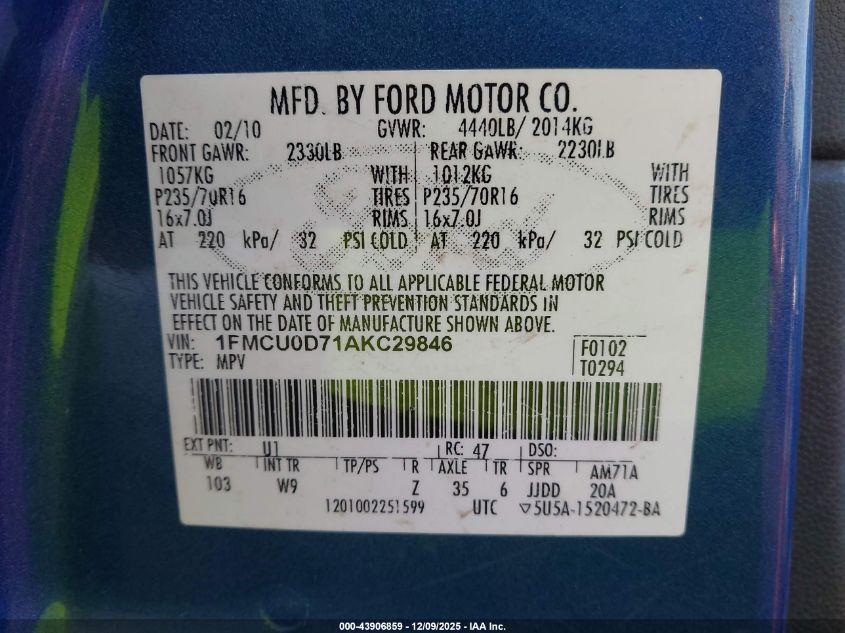 MFD. BY FORD MOTOR CO.
DATE: 02/10 GVWR: 4440LB/ 2014KG
FRONT GAWR: 2330LB REAR GAWR: 2230LB
1057KG WITH 1012KG WITH
P235/70R16 TIRES P235/70R16 TIRES
16x7.0J RIMS 16x7.0J RIMS
AT 220 kPa/ 32 PSI COLD AT 220 kPa/ 32 PSI COLD
THIS VEHICLE CONFORMS TO ALL APPLICABLE FEDERAL MOTOR
VEHICLE SAFETY AND THEFT PREVENTION STANDARDS IN
EFFECT ON THE DATE OF MANUFACTURE SHOWN ABOVE.
VIN: 1FMCU0D71AKC29846 F0102
TYPE: MPV T0294
EXT PNT: U1 RC: 47 DSO:
WB INT TR TP/PS R AXLE TR SPR AM71A
103 W9 Z 35 6 JJDD 20A
1201002251599 UTC ▽5U5A-1520472-BA
000-43906859 - 12/09/2025 - IAA Inc.